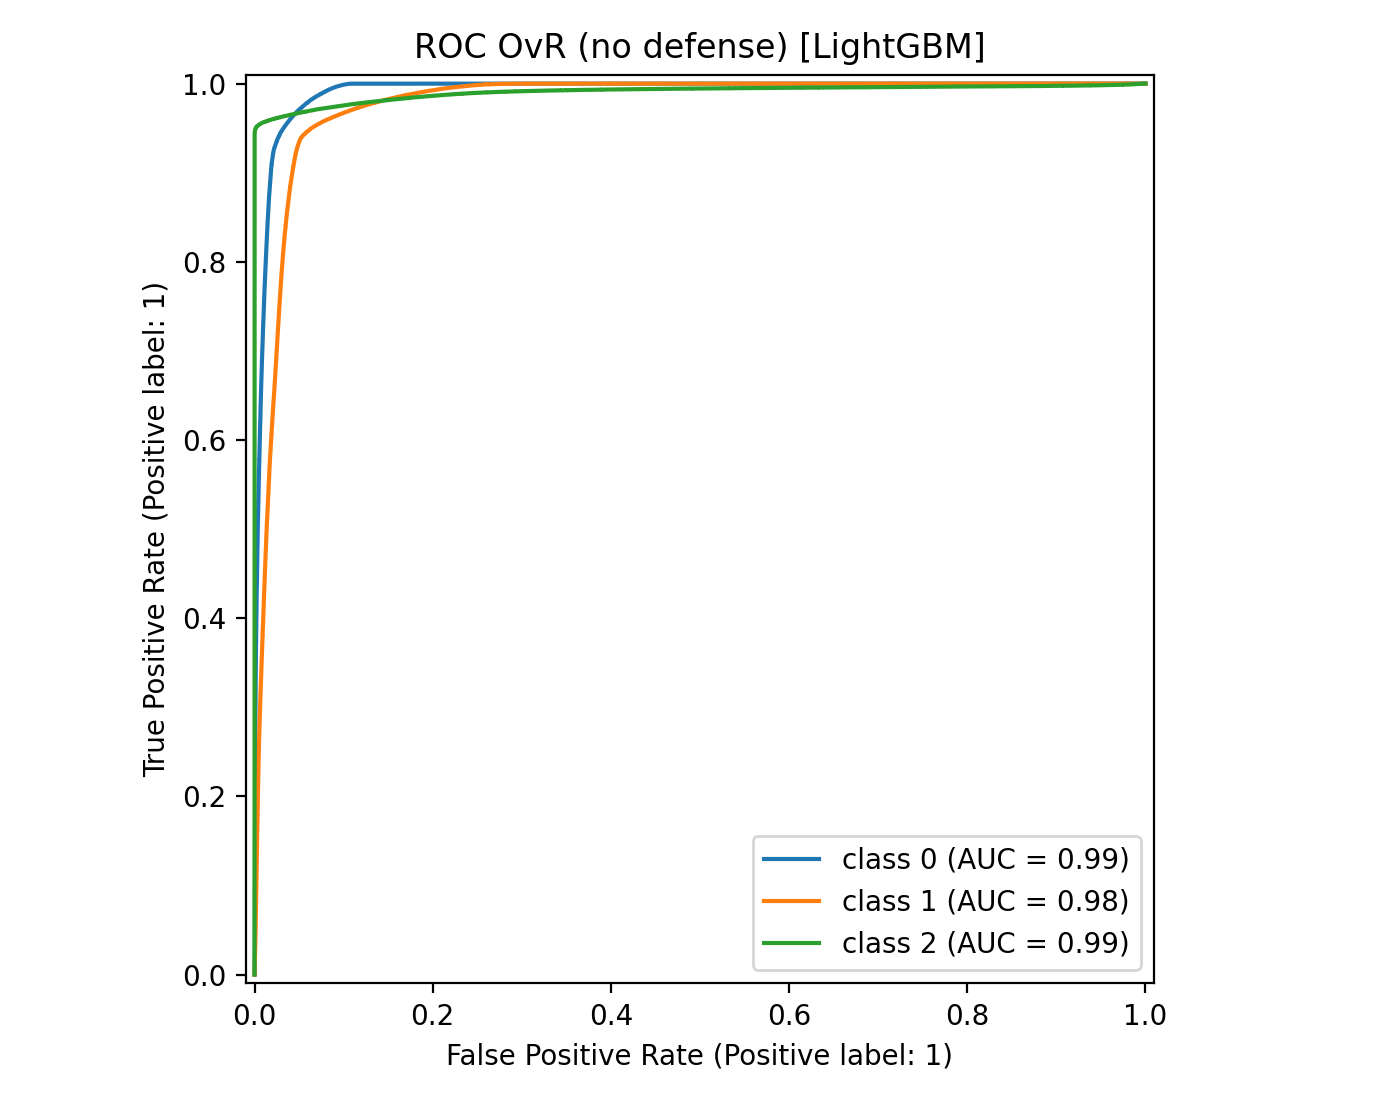 ROC OvR (no defense) [LightGBM]
True Positive Rate (Positive label: 1)
1.0
0.8
0.6
0.4
0.2
0.0
class 0 (AUC = 0.99)
class 1 (AUC = 0.98)
class 2 (AUC = 0.99)
0.0 0.2 0.4 0.6 0.8 1.0
False Positive Rate (Positive label: 1)